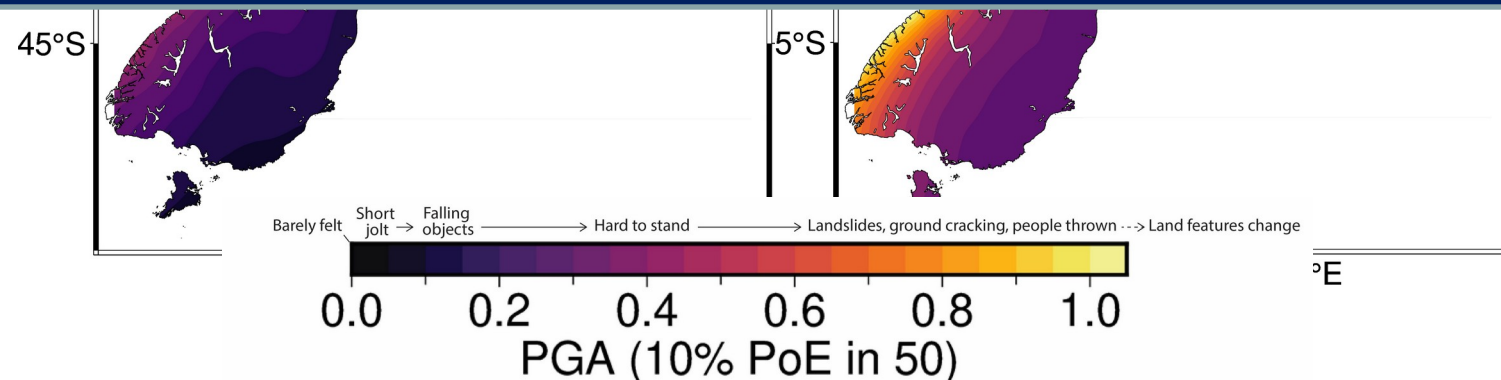 45°S
5°S
Barely felt
Short jolt → Falling objects → Hard to stand → Landslides, ground cracking, people thrown --> Land features change
°E
0.0 0.2 0.4 0.6 0.8 1.0
PGA (10% PoE in 50)